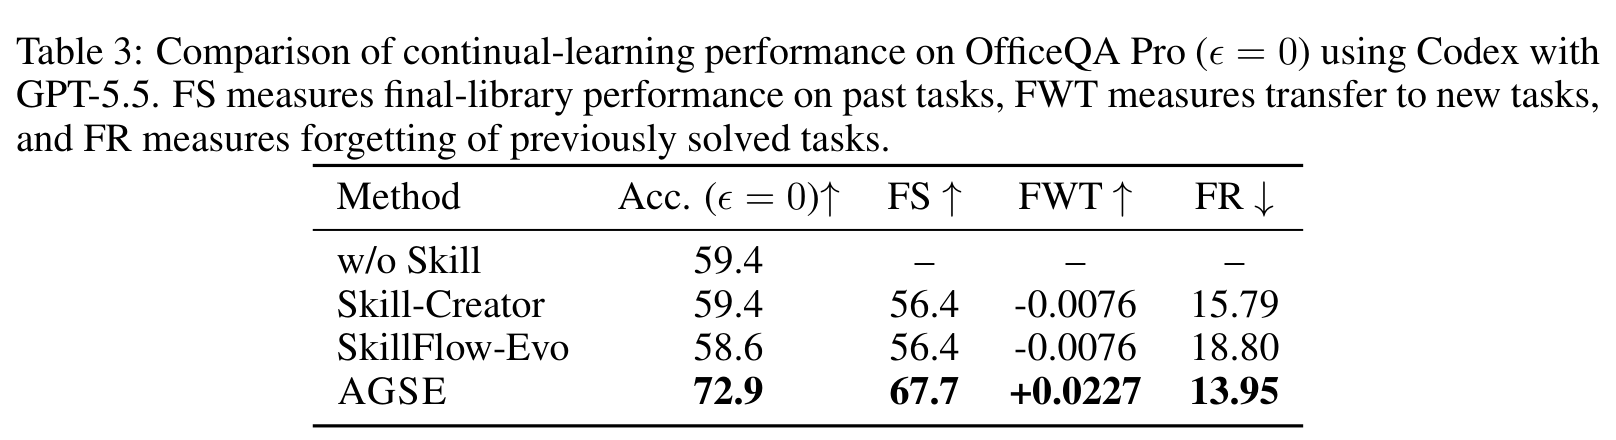 Table 3: Comparison of continual-learning performance on OfficeQA Pro (ϵ = 0) using Codex with
GPT-5.5. FS measures final-library performance on past tasks, FWT measures transfer to new tasks,
and FR measures forgetting of previously solved tasks.
Method Acc. (ϵ = 0)↑ FS ↑ FWT ↑ FR ↓
w/o Skill 59.4 – – –
Skill-Creator 59.4 56.4 -0.0076 15.79
SkillFlow-Evo 58.6 56.4 -0.0076 18.80
AGSE 72.9 67.7 +0.0227 13.95